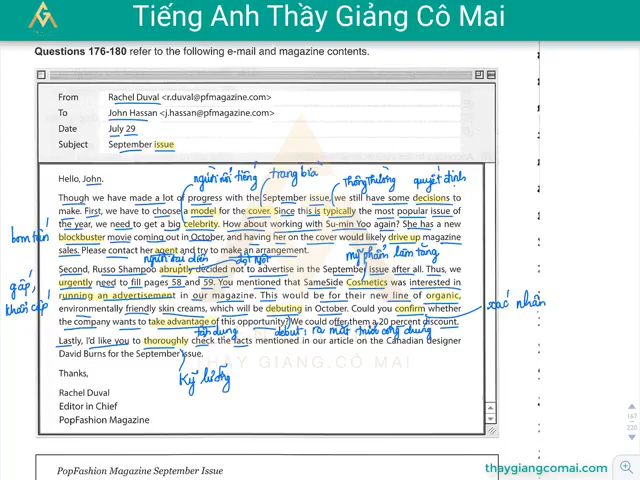 Tiếng Anh Thầy Giảng Cô Mai
Questions 176-180 refer to the following e-mail and magazine contents.
From Rachel Duval <r.duval@pfmagazine.com>
To John Hassan <j.hassan@pfmagazine.com>
Date July 29
Subject September issue
Hello, John.
người nổi tiếng trang bìa thông thường quyết định
Though we have made a lot of progress with the September issue, we still have some decisions to
make. First, we have to choose a model for the cover. Since this is typically the most popular issue of
the year, we need to get a big celebrity. How about working with Su-min Yoo again? She has a new
bom tấn
blockbuster movie coming out in October, and having her on the cover would likely drive up magazine
sales. Please contact her agent and try to make an arrangement.
người đại diện đột ngột mỹ phẩm làm tăng
Second, Russo Shampoo abruptly decided not to advertise in the September issue after all. Thus, we
gấp,
urgently need to fill pages 58 and 59. You mentioned that SameSide Cosmetics was interested in
khẩn cấp
running an advertisement in our magazine. This would be for their new line of organic,
environmentally friendly skin creams, which will be debuting in October. Could you confirm whether
xác nhận
the company wants to take advantage of this opportunity? We could offer them a 20 percent discount.
tận dụng debut: ra mắt trước công chúng
Lastly, I'd like you to thoroughly check the facts mentioned in our article on the Canadian designer
David Burns for the September issue.
THẦY GIẢNG CÔ MAI
Thanks,
kỹ lưỡng
Rachel Duval
Editor in Chief
PopFashion Magazine
PopFashion Magazine September Issue
thaygiangcomai.com
167
220